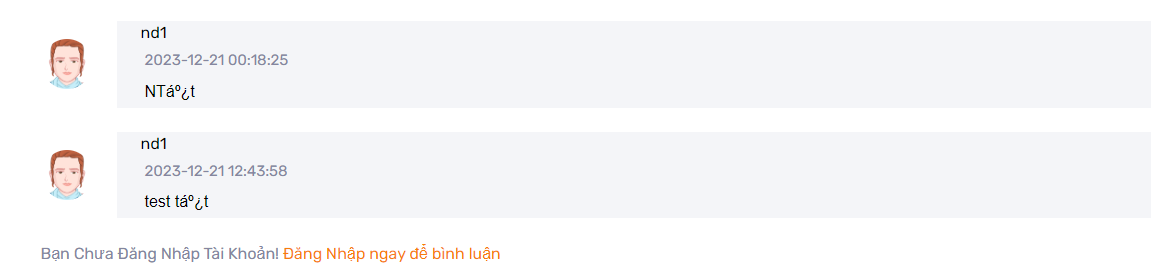 nd1
2023-12-21 00:18:25
NTáº¿t
nd1
2023-12-21 12:43:58
test táº¿t
Bạn Chưa Đăng Nhập Tài Khoản! Đăng Nhập ngay để bình luận